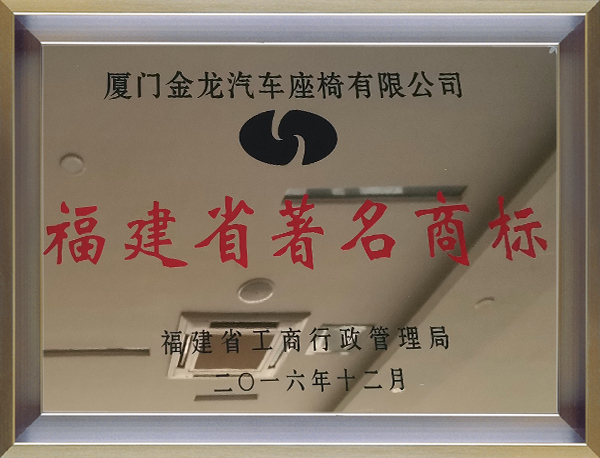 厦门金龙汽车座椅有限公司
福建省著名商标
福建省工商行政管理局
二〇一六年十二月